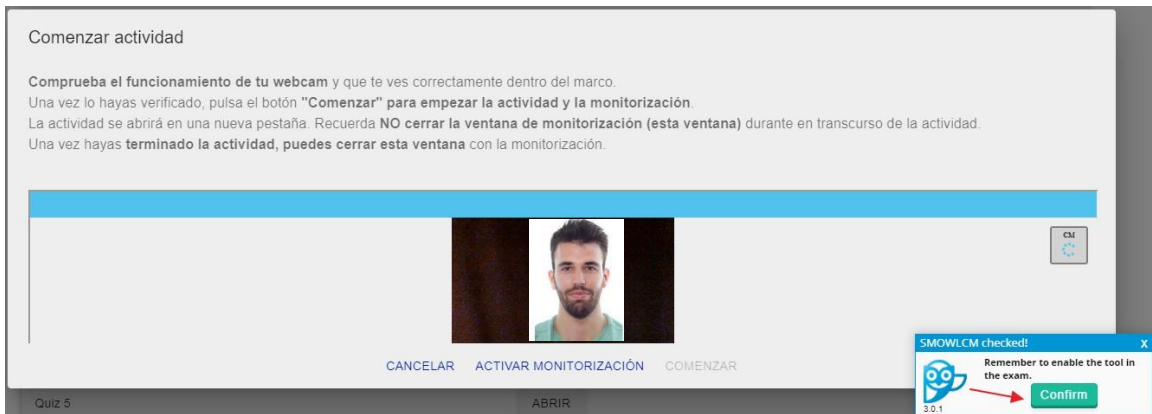 Comenzar actividad
Comprueba el funcionamiento de tu webcam y que te ves correctamente dentro del marco.
Una vez lo hayas verificado, pulsa el botón "Comenzar" para empezar la actividad y la monitorización.
La actividad se abrirá en una nueva pestaña. Recuerda NO cerrar la ventana de monitorización (esta ventana) durante en transcurso de la actividad.
Una vez hayas terminado la actividad, puedes cerrar esta ventana con la monitorización.
CM
CANCELAR ACTIVAR MONITORIZACIÓN COMENZAR
SMOWLCM checked! X
Remember to enable the tool in
the exam.
Confirm
3.0.1
Quiz 5 ABRIR